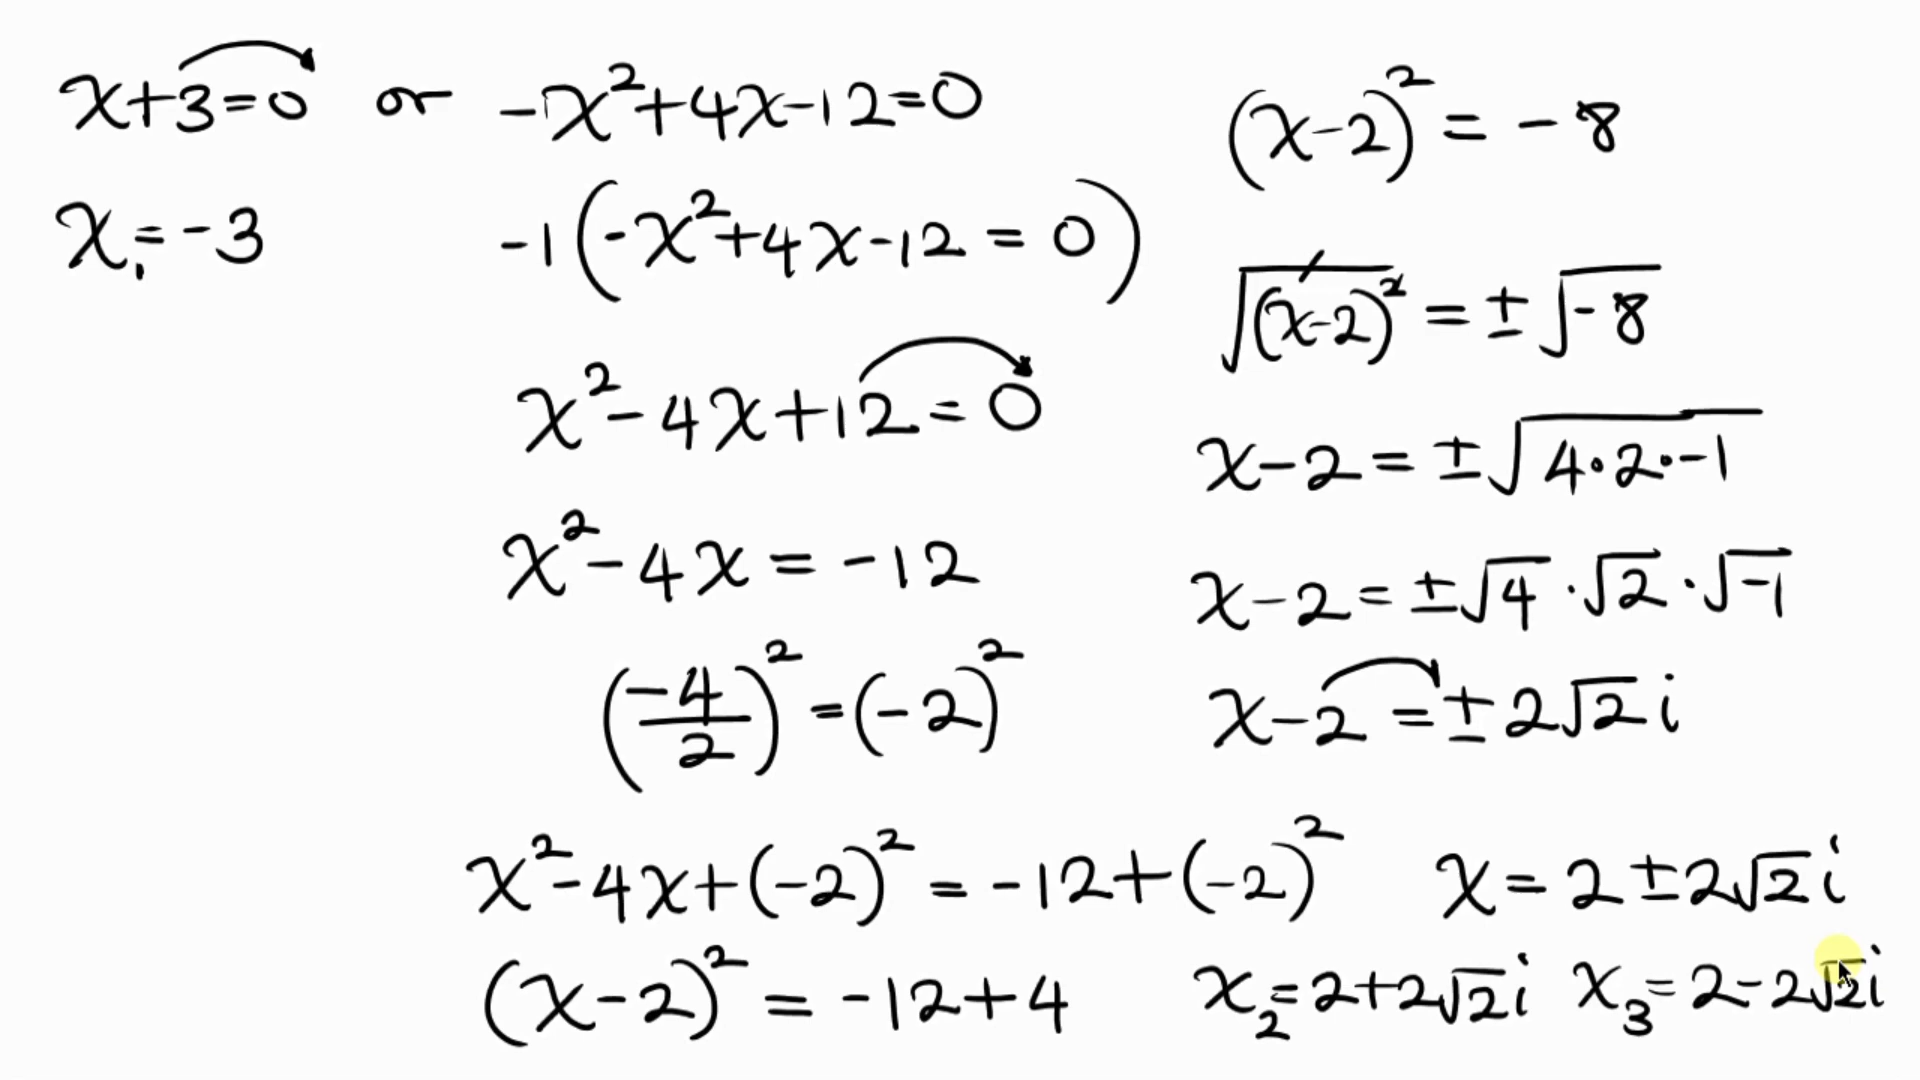 x+3=0 or -x²+4x-12=0
x₁=-3
-1(-x²+4x-12=0)
x²-4x+12=0
x²-4x=-12
(-4/2)²=(-2)²
x²-4x+(-2)²=-12+(-2)²
(x-2)²=-12+4
(x-2)²=-8
√(x-2)²=±√-8
x-2=±√4·2·-1
x-2=±√4·√2·√-1
x-2=±2√2i
x=2±2√2i
x₂=2+2√2i x₃=2-2√2i